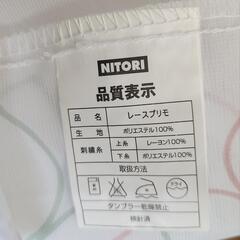 NITORI
品質表示
品名 レースプリモ
生地 ポリエステル100%
刺繍糸 上糸 レーヨン100%
下糸 ポリエステル100%
取扱方法
ドライ
タンブラー乾燥禁止
検針済